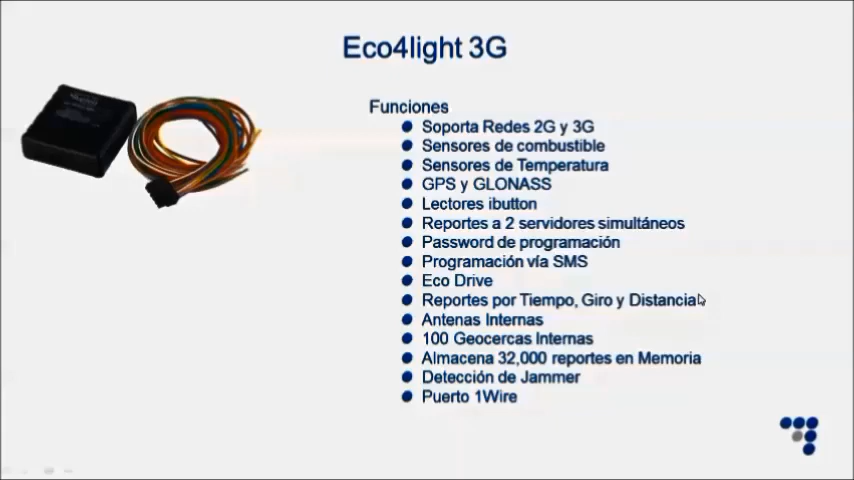 Eco4light 3G
Funciones
Soporta Redes 2G y 3G
Sensores de combustible
Sensores de Temperatura
GPS y GLONASS
Lectores ibutton
Reportes a 2 servidores simultáneos
Password de programación
Programación vía SMS
Eco Drive
Reportes por Tiempo, Giro y Distancia
Antenas Internas
100 Geocercas Internas
Almacena 32,000 reportes en Memoria
Detección de Jammer
Puerto 1Wire